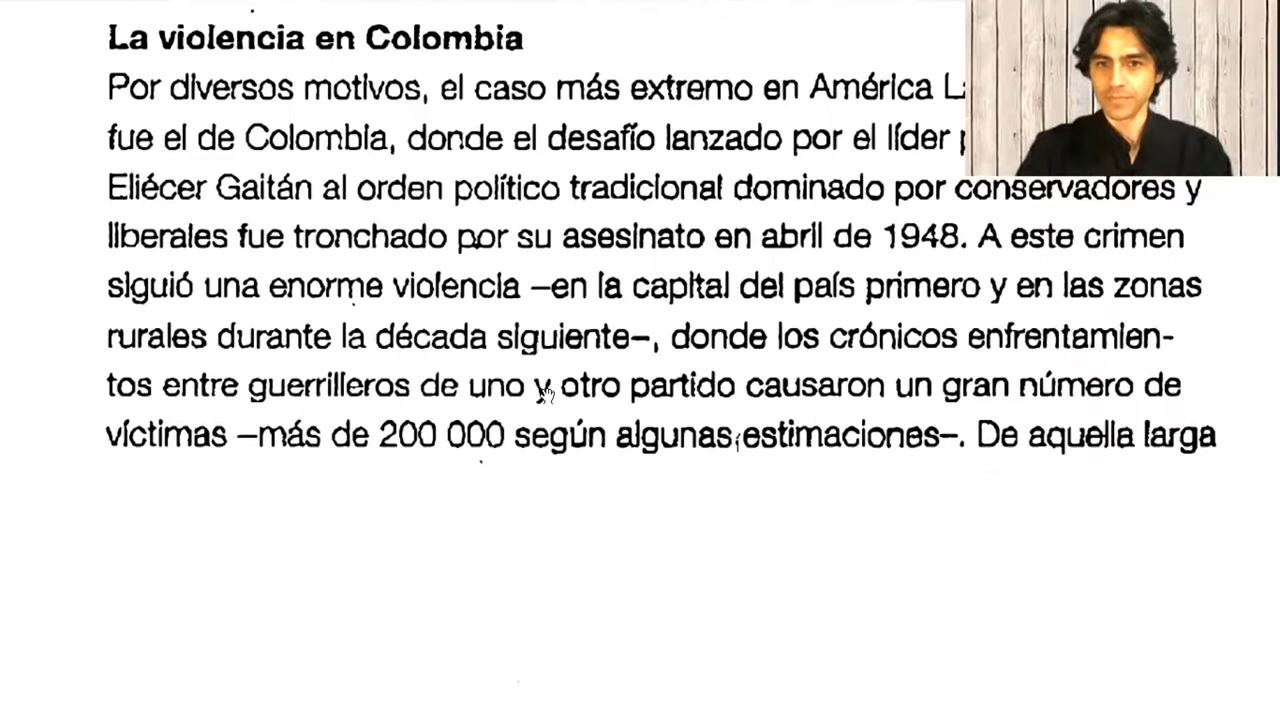 La violencia en Colombia
Por diversos motivos, el caso más extremo en América
fue el de Colombia, donde el desafío lanzado por el líder
Eliécer Gaitán al orden político tradicional dominado por conservadores y
liberales fue tronchado por su asesinato en abril de 1948. A este crimen
siguió una enorme violencia –en la capital del país primero y en las zonas
rurales durante la década siguiente–, donde los crónicos enfrentamien-
tos entre guerrilleros de uno y otro partido causaron un gran número de
víctimas –más de 200 000 según algunas estimaciones–. De aquella larga